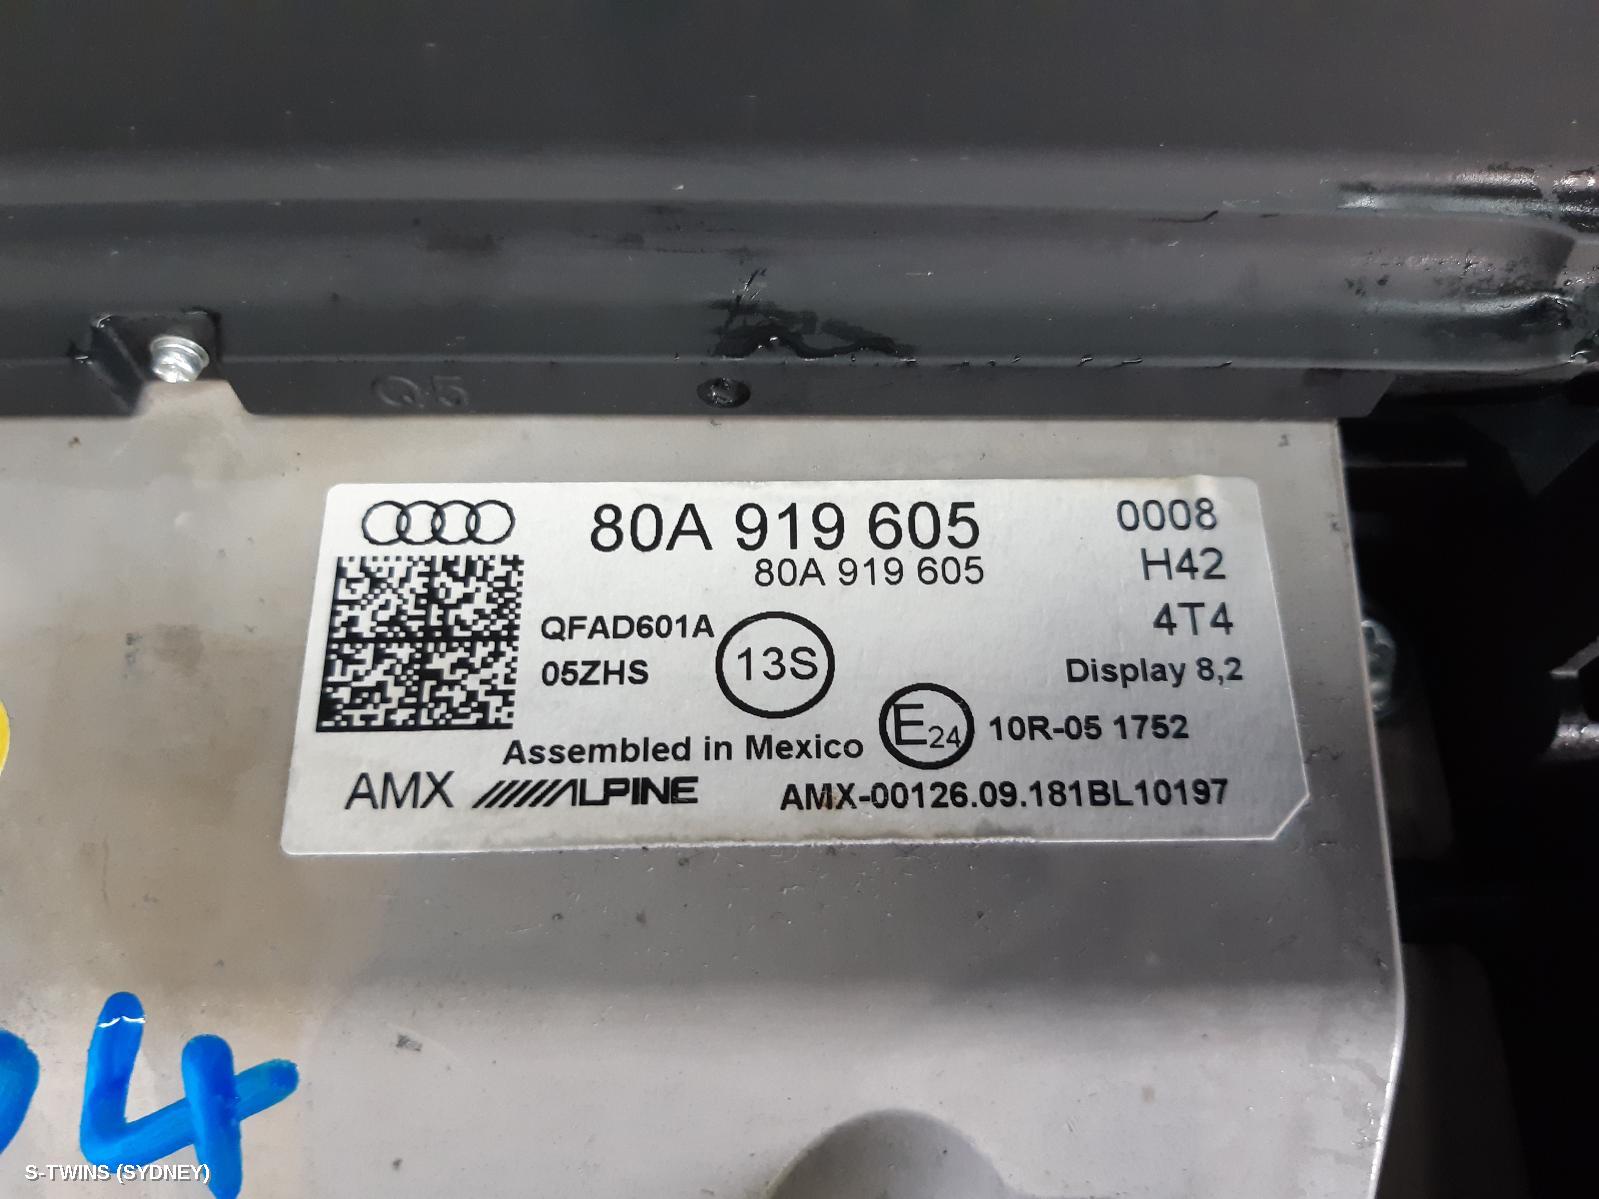 Q5
80A 919 605
80A 919 605
0008
H42
4T4
QFAD601A
05ZHS
13S
Display 8,2
E24
10R-05 1752
Assembled in Mexico
AMX
ALPINE
AMX-00126.09.181BL10197
04
S-TWINS (SYDNEY)